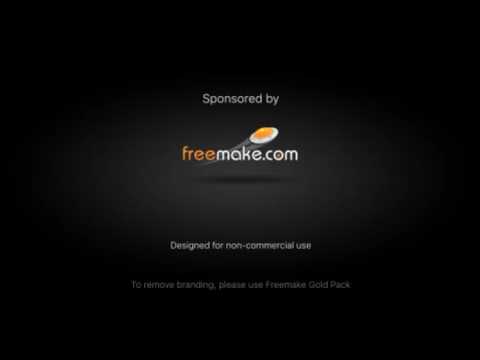 Sponsored by
freemake.com
Designed for non-commercial use
To remove branding, please use Freemake Gold Pack